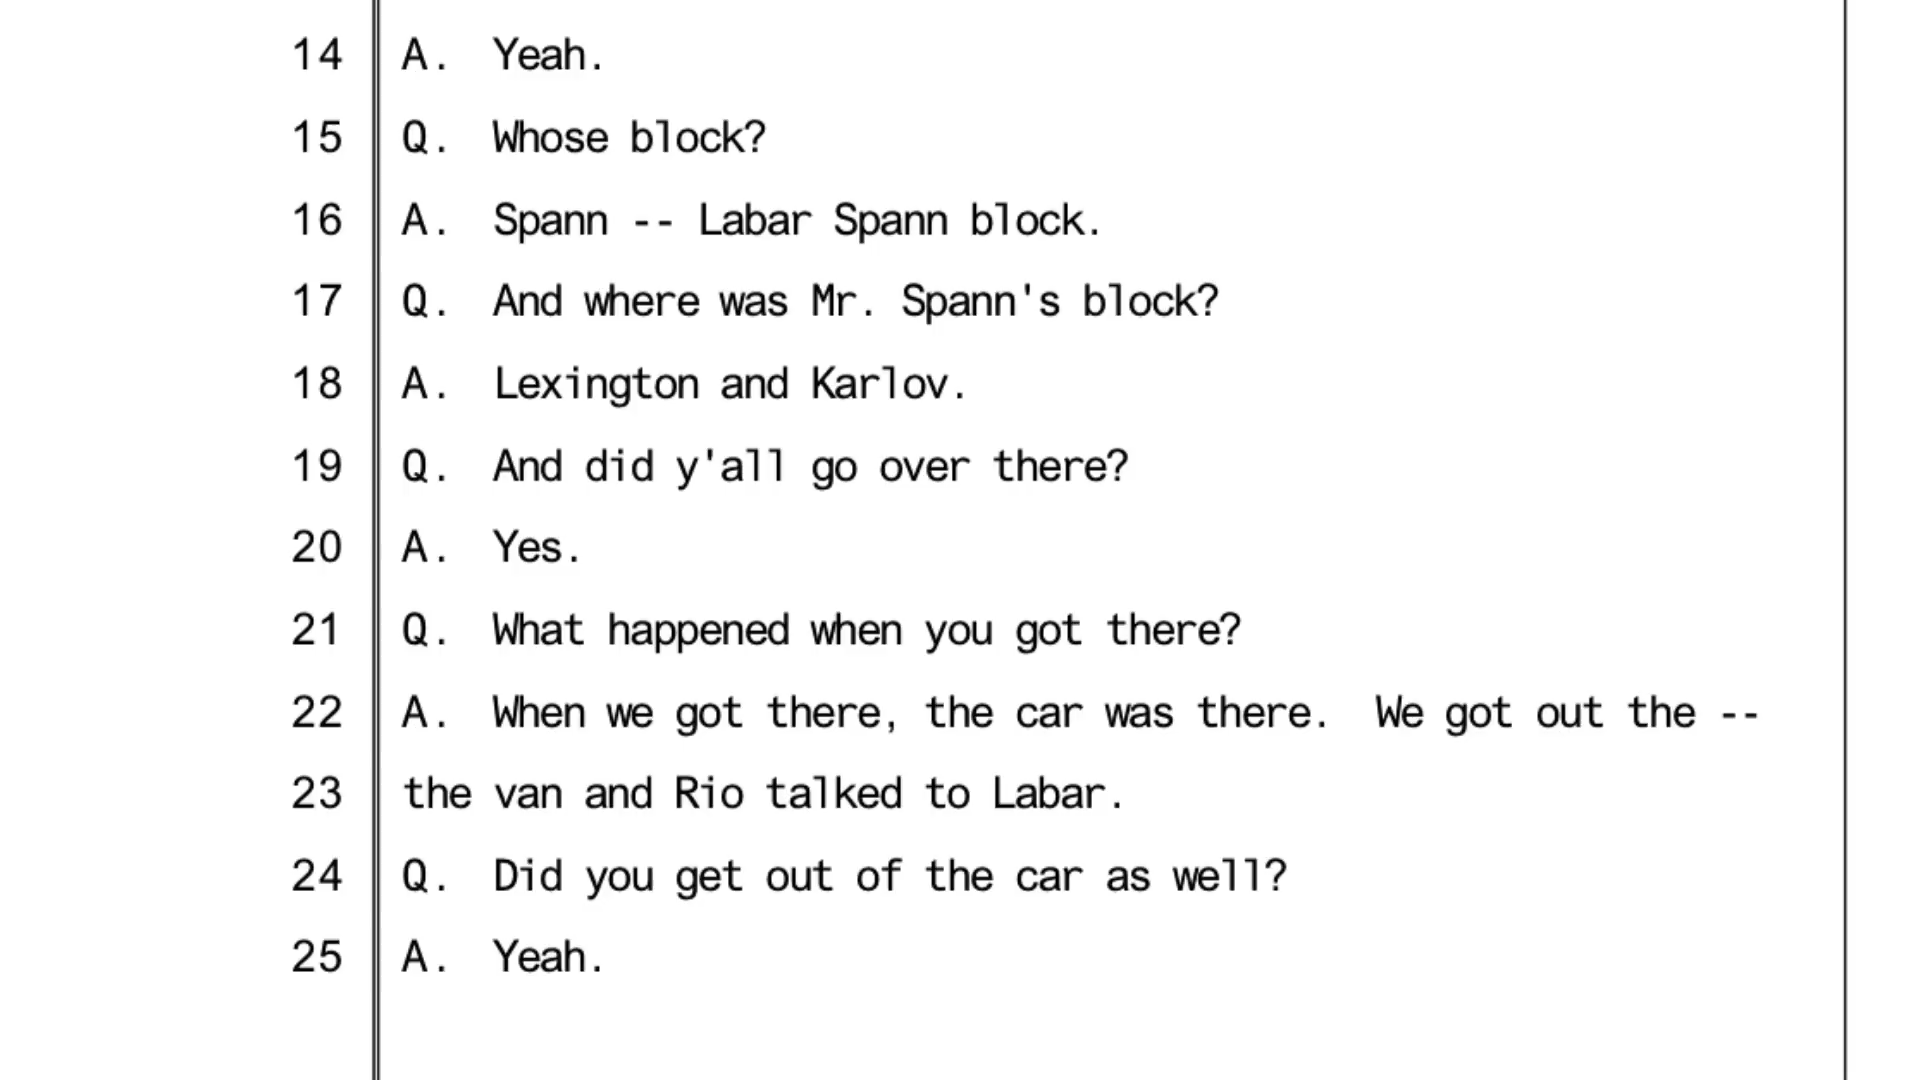 14 A. Yeah.
15 Q. Whose block?
16 A. Spann -- Labar Spann block.
17 Q. And where was Mr. Spann's block?
18 A. Lexington and Karlov.
19 Q. And did y'all go over there?
20 A. Yes.
21 Q. What happened when you got there?
22 A. When we got there, the car was there. We got out the --
23 the van and Rio talked to Labar.
24 Q. Did you get out of the car as well?
25 A. Yeah.